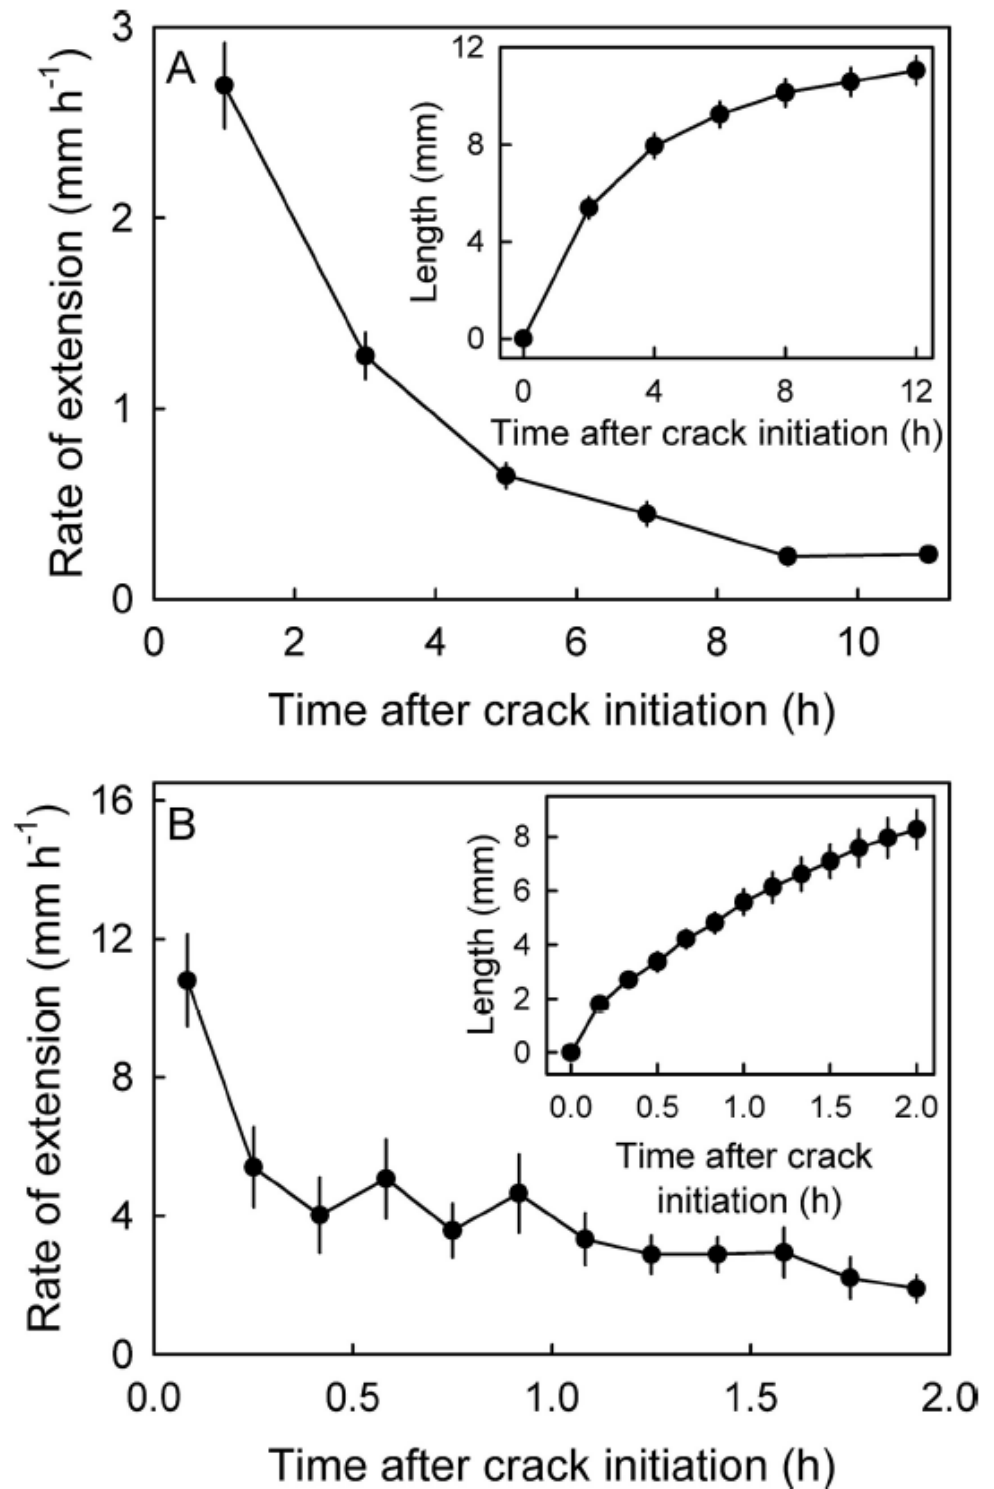 A
3
2
1
0
Rate of extension (mm h-1)
0 2 4 6 8 10
Time after crack initiation (h)
12
8
4
0
Length (mm)
0 4 8 12
Time after crack initiation (h)
B
16
12
8
4
0
Rate of extension (mm h-1)
0.0 0.5 1.0 1.5 2.0
Time after crack initiation (h)
8
6
4
2
0
Length (mm)
0.0 0.5 1.0 1.5 2.0
Time after crack
initiation (h)